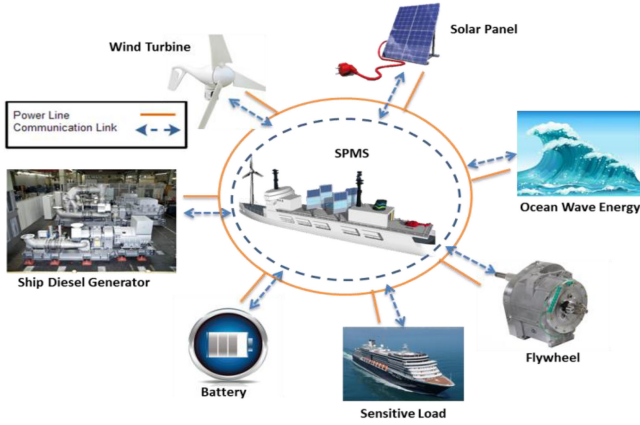 Solar Panel
Wind Turbine
Power Line
Communication Link
SPMS
Ocean Wave Energy
Ship Diesel Generator
Flywheel
Battery
Sensitive Load